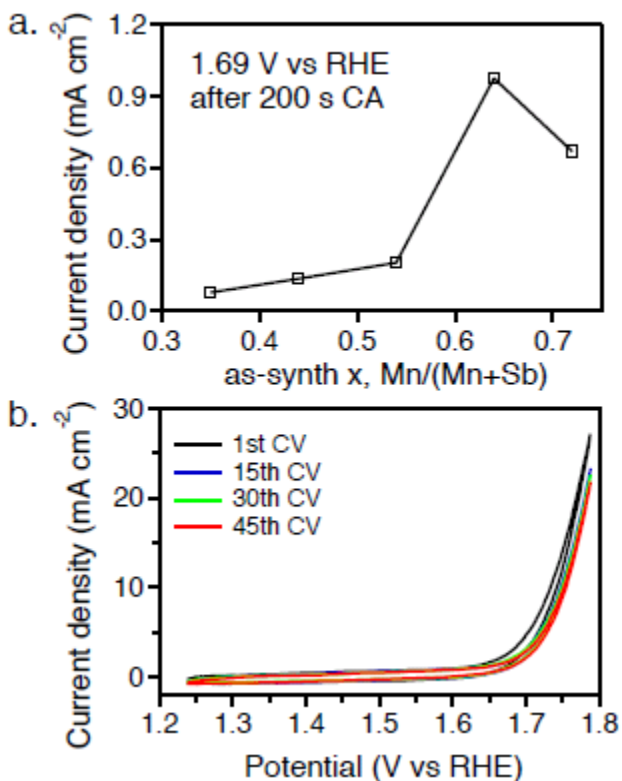 a.
Current density (mA cm-2)
1.2
0.9
0.6
0.3
0.0
1.69 V vs RHE
after 200 s CA
0.3 0.4 0.5 0.6 0.7
as-synth x, Mn/(Mn+Sb)
b.
Current density (mA cm-2)
30
20
10
0
1st CV
15th CV
30th CV
45th CV
1.2 1.3 1.4 1.5 1.6 1.7 1.8
Potential (V vs RHE)